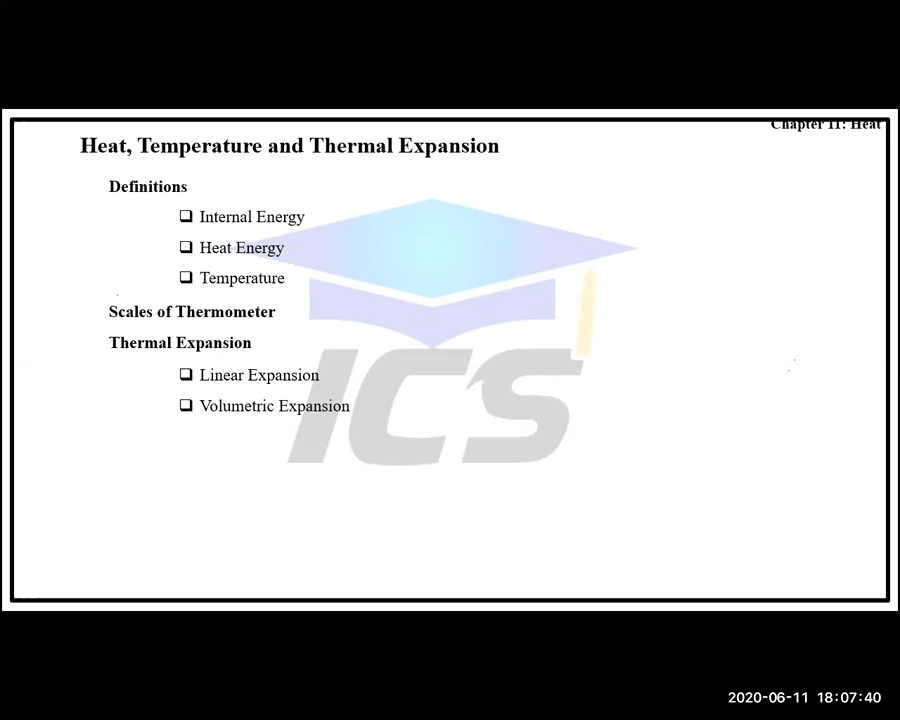 Chapter 11: Heat
Heat, Temperature and Thermal Expansion
Definitions
❑ Internal Energy
❑ Heat Energy
❑ Temperature
Scales of Thermometer
Thermal Expansion
❑ Linear Expansion
❑ Volumetric Expansion
ICS
2020-06-11 18:07:40